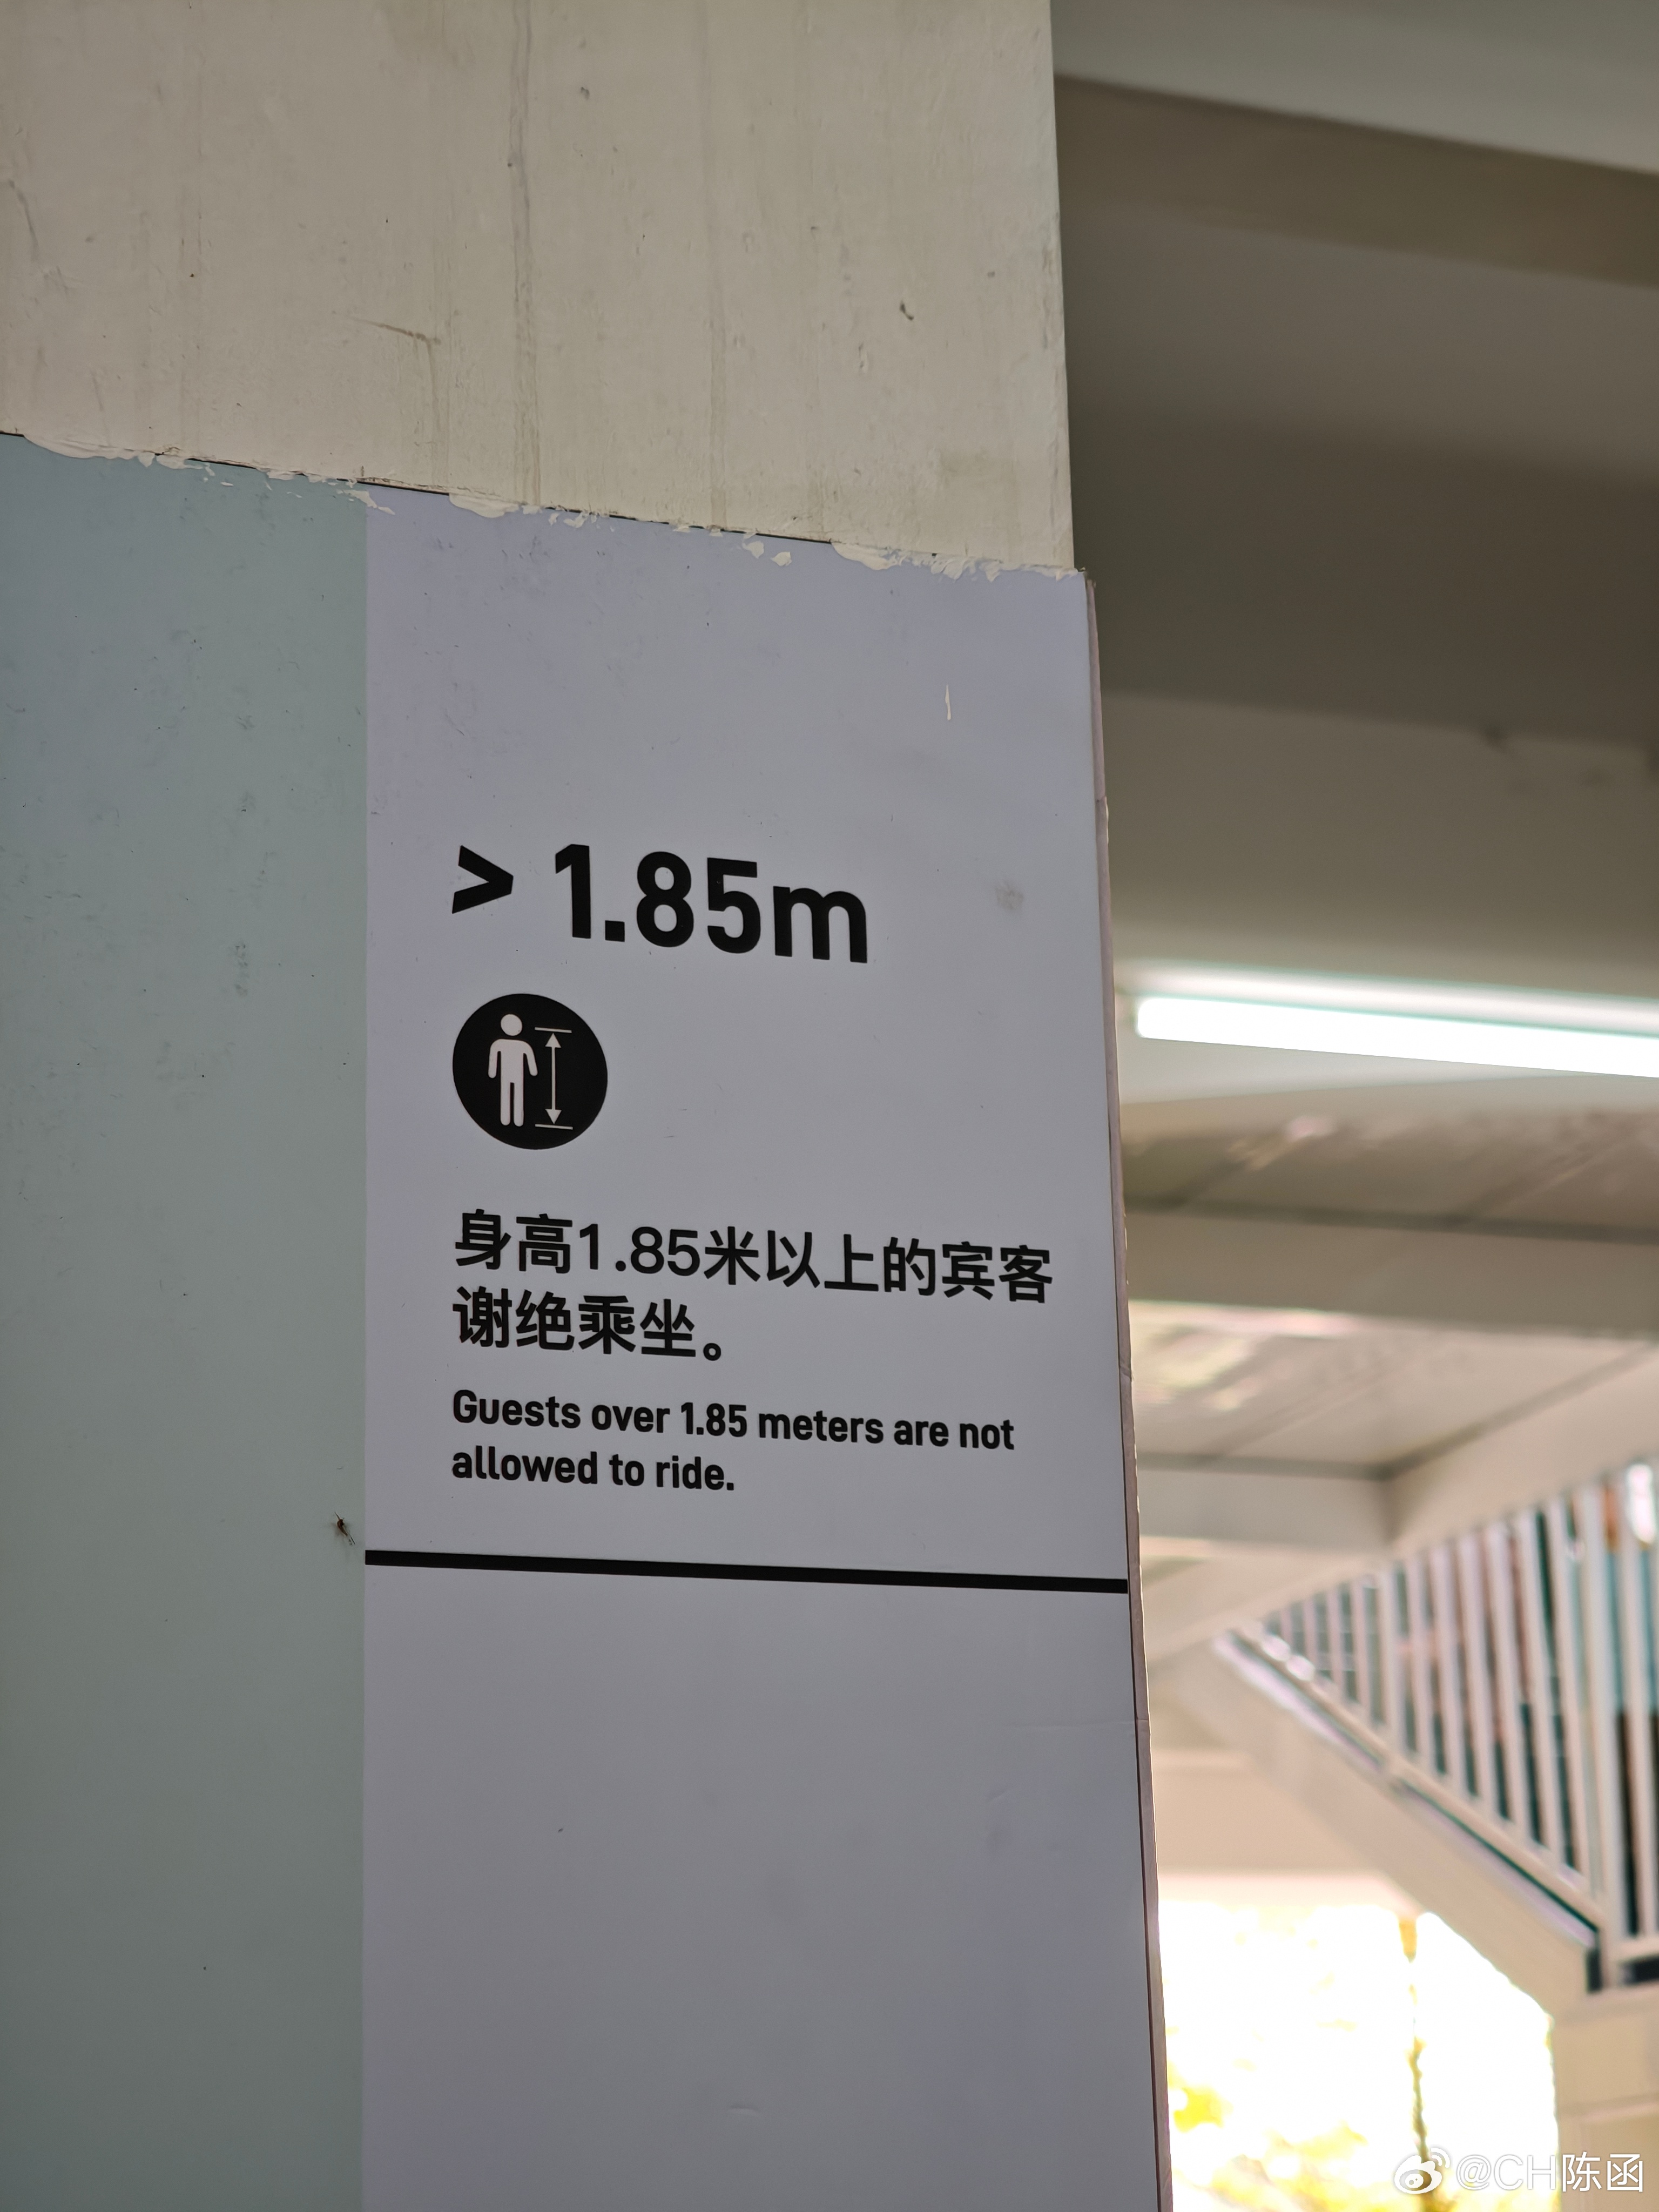 > 1.85m
身高1.85米以上的宾客
谢绝乘坐。
Guests over 1.85 meters are not
allowed to ride.
@CH陈函